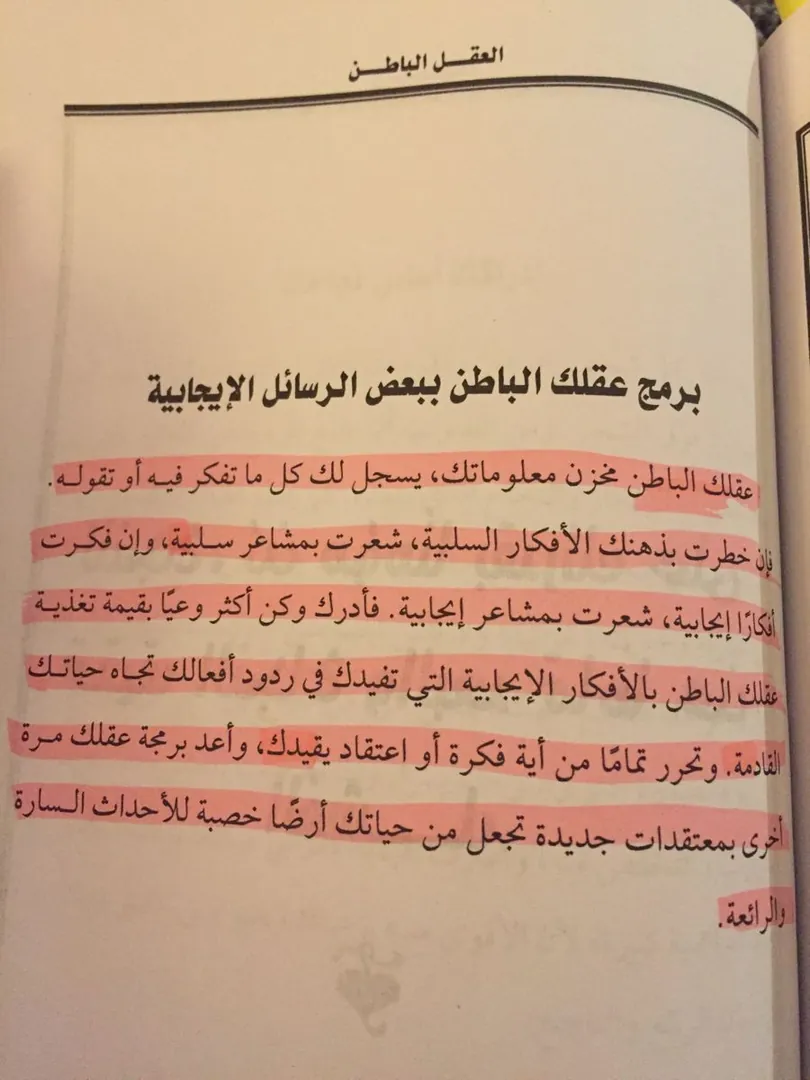 العقل الباطن
برمج عقلك الباطن ببعض الرسائل الإيجابية
عقلك الباطن مخزن معلوماتك، يسجل لك كل ما تفكر فيه أو تقوله.
فإن خطرت بذهنك الأفكار السلبية، شعرت بمشاعر سلبية، وإن فكرت
أفكارًا إيجابية، شعرت بمشاعر إيجابية. فأدرك وكن أكثر وعيًا بقيمة تغذية
عقلك الباطن بالأفكار الإيجابية التي تفيدك في ردود أفعالك تجاه حياتك
القادمة. وتحرر تمامًا من أية فكرة أو اعتقاد يقيدك، وأعد برمجة عقلك مرة
أخرى بمعتقدات جديدة تجعل من حياتك أرضًا خصبة للأحداث السارة
والرائعة.